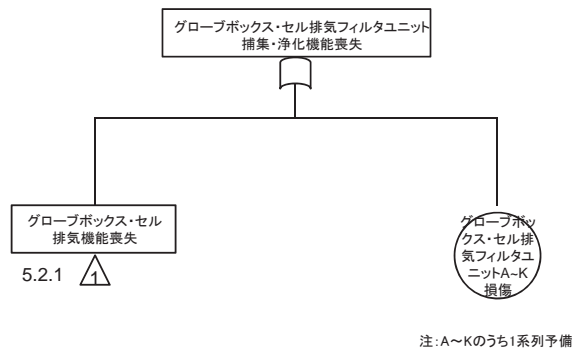 グローブボックス・セル排気フィルタユニット
捕集・浄化機能喪失
グローブボックス・セル
排気機能喪失
5.2.1
1
グローブボッ
クス・セル排
気フィルタユ
ニットA~K
損傷
注：A～Kのうち1系列予備